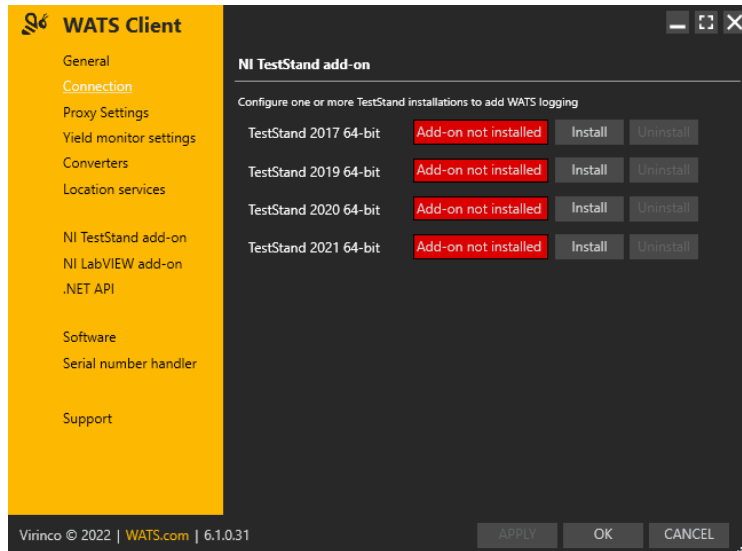 WATS Client
General
Connection
Proxy Settings
Yield monitor settings
Converters
Location services
NI TestStand add-on
NI LabVIEW add-on
.NET API
Software
Serial number handler
Support
NI TestStand add-on
Configure one or more TestStand installations to add WATS logging
TestStand 2017 64-bit Add-on not installed Install Uninstall
TestStand 2019 64-bit Add-on not installed Install Uninstall
TestStand 2020 64-bit Add-on not installed Install Uninstall
TestStand 2021 64-bit Add-on not installed Install Uninstall
Virinco © 2022 | WATS.com | 6.1.0.31 APPLY OK CANCEL